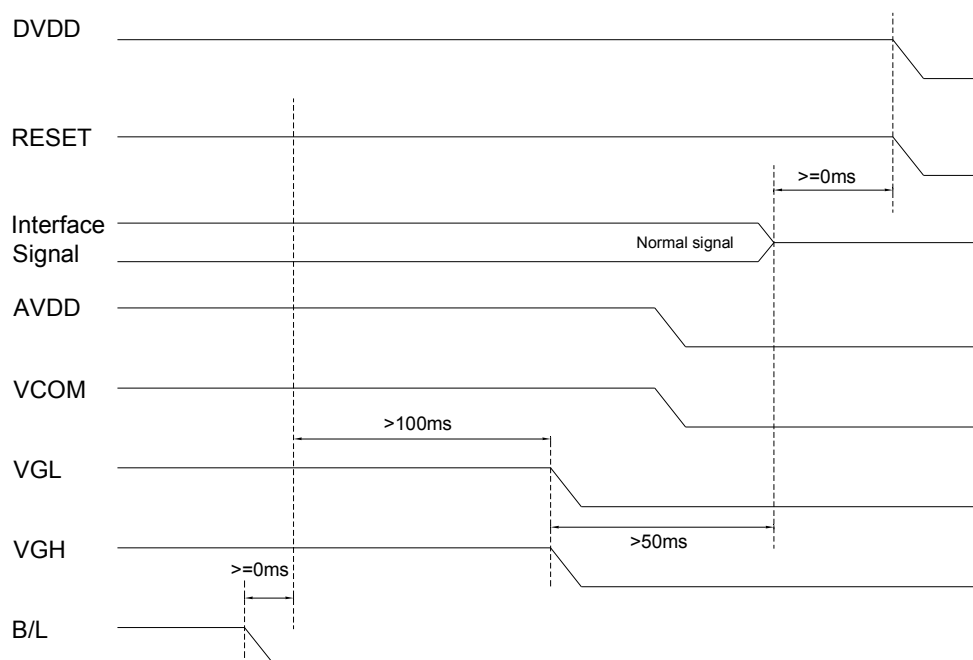 DVDD
RESET
>=0ms
Interface
Signal
Normal signal
AVDD
VCOM
>100ms
VGL
>50ms
VGH
>=0ms
B/L